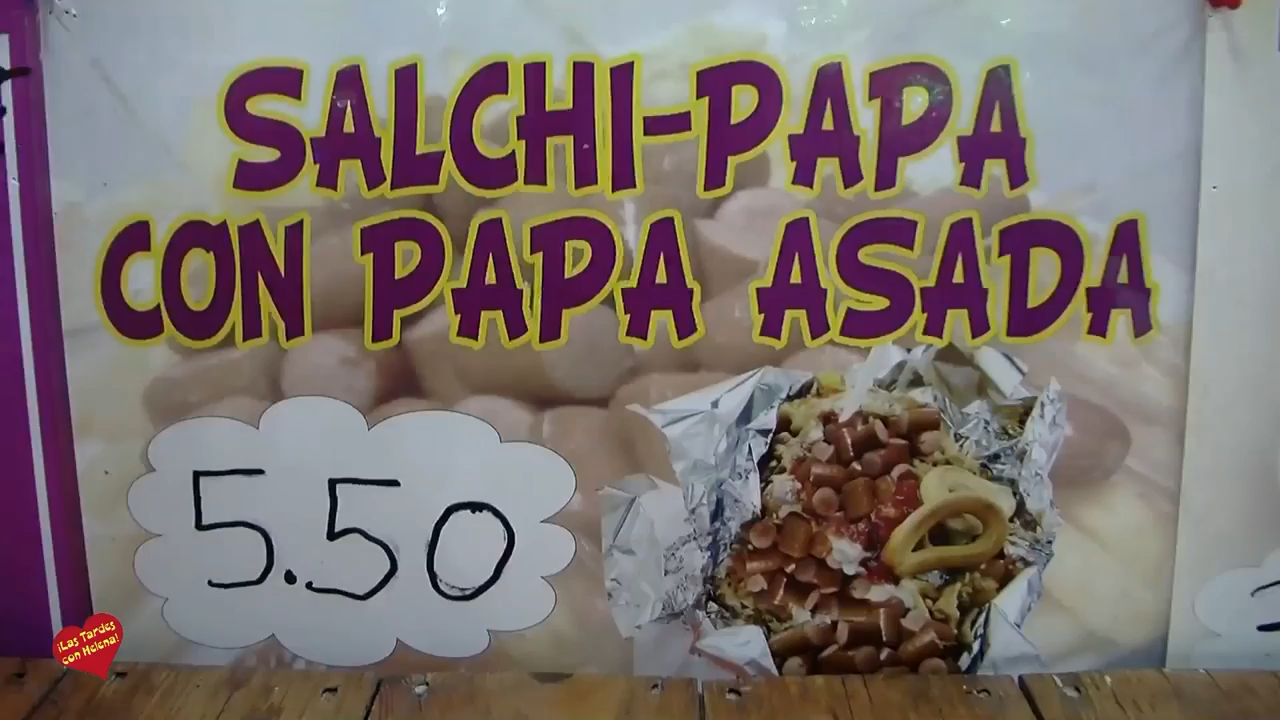 SALCHI-PAPA
CON PAPA ASADA
5.50
¡Las Tardes
con Helena!